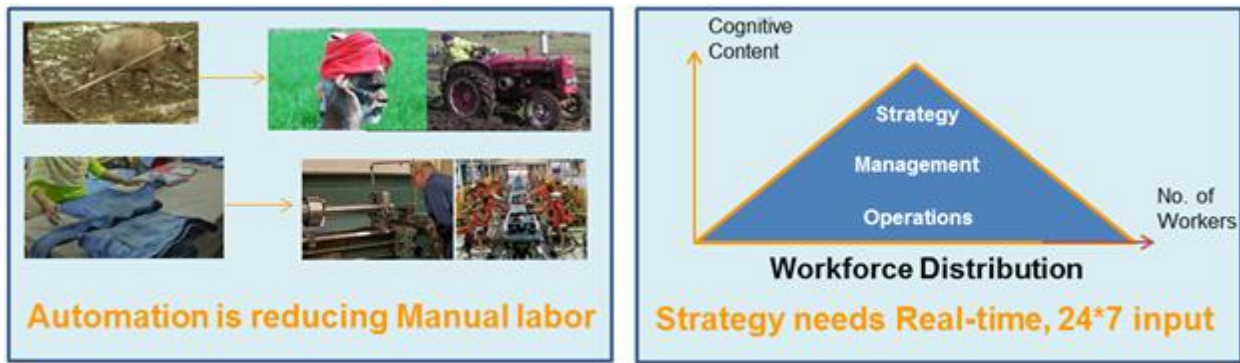 Automation is reducing Manual labor
Cognitive
Content
Strategy
Management
Operations
No. of
Workers
Workforce Distribution
Strategy needs Real-time, 24*7 input